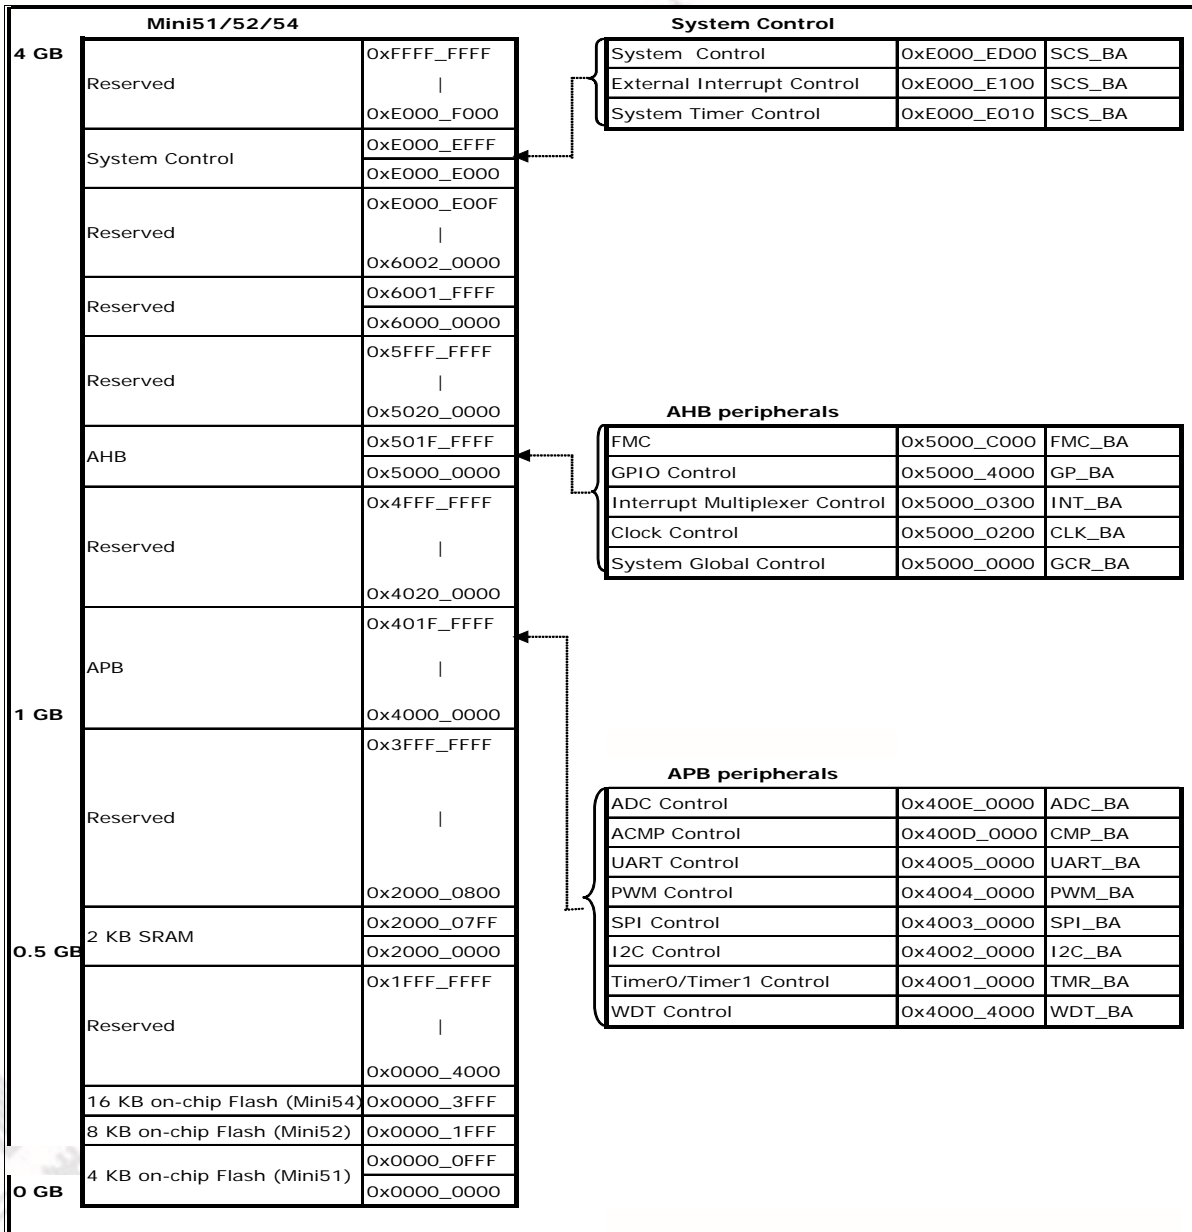 Mini51/52/54
4 GB
Reserved
0xFFFF_FFFF
|
0xE000_F000
System Control
0xE000_EFFF
0xE000_E000
Reserved
0xE000_E00F
|
0x6002_0000
Reserved
0x6001_FFFF
0x6000_0000
Reserved
0x5FFF_FFFF
|
0x5020_0000
AHB
0x501F_FFFF
0x5000_0000
Reserved
0x4FFF_FFFF
|
0x4020_0000
APB
0x401F_FFFF
|
1 GB
0x4000_0000
Reserved
0x3FFF_FFFF
|
0x2000_0800
2 KB SRAM
0x2000_07FF
0.5 GB
0x2000_0000
Reserved
0x1FFF_FFFF
|
0x0000_4000
16 KB on-chip Flash (Mini54) 0x0000_3FFF
8 KB on-chip Flash (Mini52) 0x0000_1FFF
4 KB on-chip Flash (Mini51)
0x0000_0FFF
0 GB
0x0000_0000
System Control
System Control 0xE000_ED00 SCS_BA
External Interrupt Control 0xE000_E100 SCS_BA
System Timer Control 0xE000_E010 SCS_BA
AHB peripherals
FMC 0x5000_C000 FMC_BA
GPIO Control 0x5000_4000 GP_BA
Interrupt Multiplexer Control 0x5000_0300 INT_BA
Clock Control 0x5000_0200 CLK_BA
System Global Control 0x5000_0000 GCR_BA
APB peripherals
ADC Control 0x400E_0000 ADC_BA
ACMP Control 0x400D_0000 CMP_BA
UART Control 0x4005_0000 UART_BA
PWM Control 0x4004_0000 PWM_BA
SPI Control 0x4003_0000 SPI_BA
I2C Control 0x4002_0000 I2C_BA
Timer0/Timer1 Control 0x4001_0000 TMR_BA
WDT Control 0x4000_4000 WDT_BA